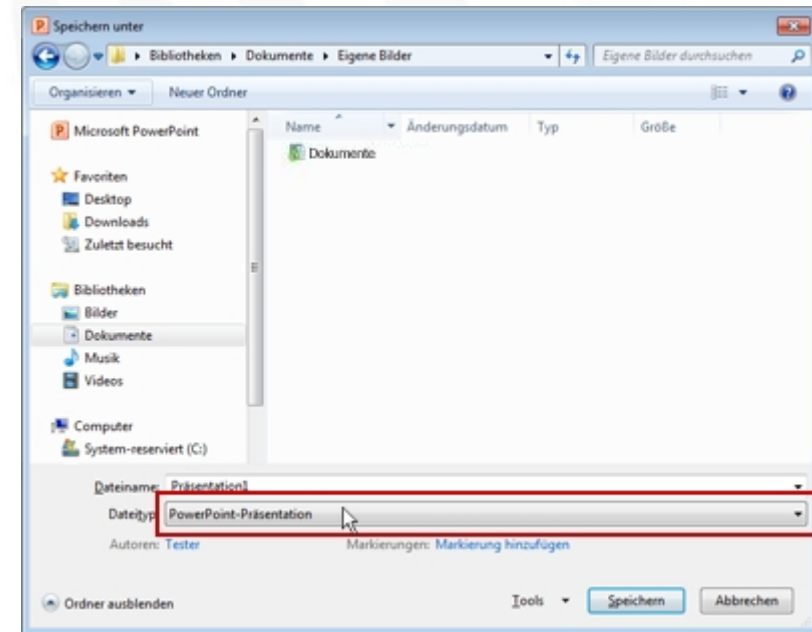 Speichern unter
Bibliotheken Dokumente Eigene Bilder Eigene Bilder durchsuchen
Organisieren Neuer Ordner
Microsoft PowerPoint
Favoriten
Desktop
Downloads
Zuletzt besucht
Bibliotheken
Bilder
Dokumente
Musik
Videos
Computer
System-reserviert (C:)
Name Änderungsdatum Typ Größe
Dokumente
Dateiname: Präsentation1
Dateityp PowerPoint-Präsentation
Autoren: Tester Markierungen: Markierung hinzufügen
Ordner ausblenden Tools Speichern Abbrechen